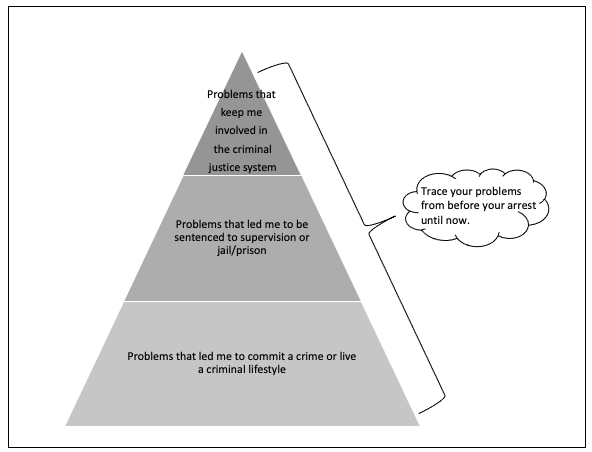 Problems that
keep me
involved in
the criminal
justice system
Trace your problems
from before your arrest
until now.
Problems that led me to be
sentenced to supervision or
jail/prison
Problems that led me to commit a crime or live
a criminal lifestyle